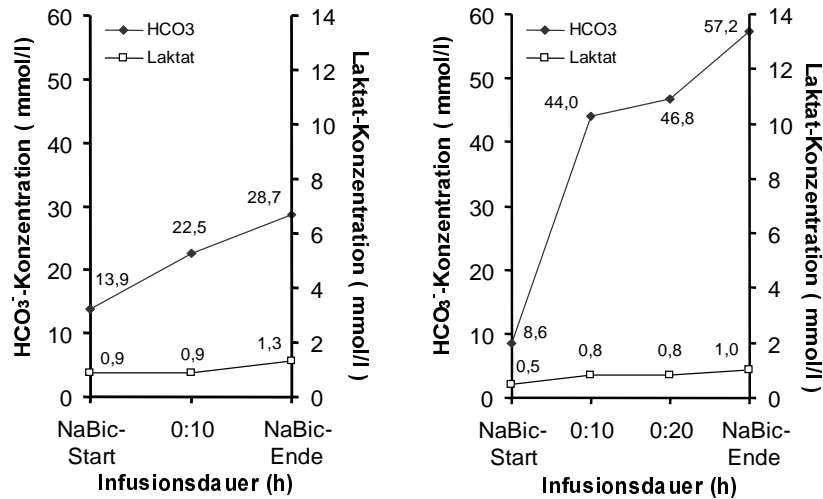 HCO₃⁻-Konzentration ( mmol/l )
60
50
40
30
20
10
0
HCO3
Laktat
13,9
22,5
28,7
0,9
0,9
1,3
14
12
10
8
6
4
2
0
Laktat-Konzentration ( mmol/l )
NaBic-
Start
0:10
NaBic-
Ende
Infusionsdauer (h)
HCO₃⁻-Konzentration ( mmol/l )
60
50
40
30
20
10
0
HCO3
Laktat
8,6
44,0
46,8
57,2
0,5
0,8
0,8
1,0
14
12
10
8
6
4
2
0
Laktat-Konzentration ( mmol/l )
NaBic-
Start
0:10
0:20
NaBic-
Ende
Infusionsdauer (h)